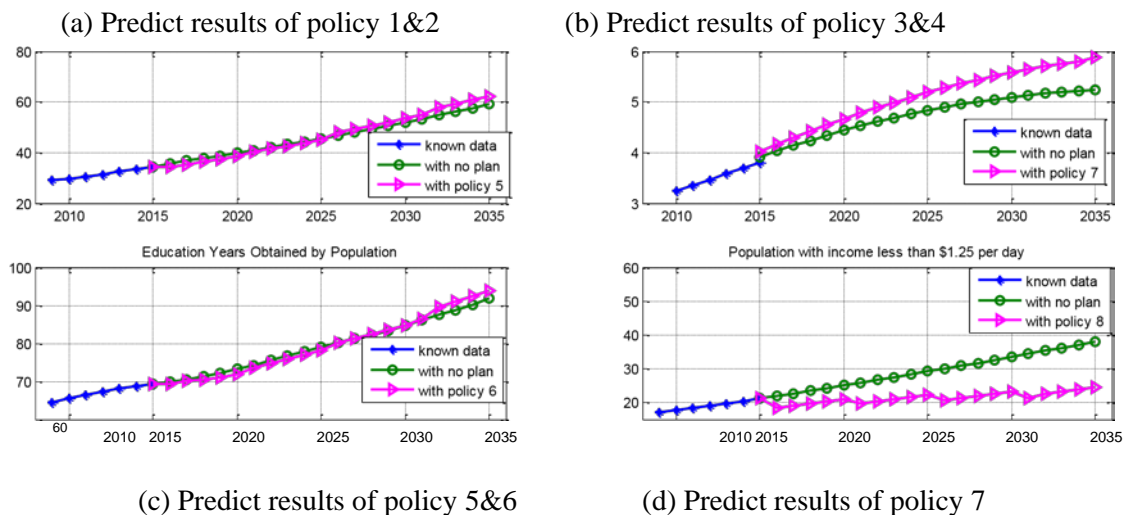 (a) Predict results of policy 1&2
(b) Predict results of policy 3&4
80
60
40
20
2010
2015
2020
2025
2030
2035
known data
with no plan
with policy 5
6
5
4
3
2010
2015
2020
2025
2030
2035
known data
with no plan
with policy 7
Education Years Obtained by Population
100
90
80
70
60
2010
2015
2020
2025
2030
2035
known data
with no plan
with policy 6
Population with income less than $1.25 per day
60
50
40
30
20
2010
2015
2020
2025
2030
2035
known data
with no plan
with policy 8
(c) Predict results of policy 5&6
(d) Predict results of policy 7